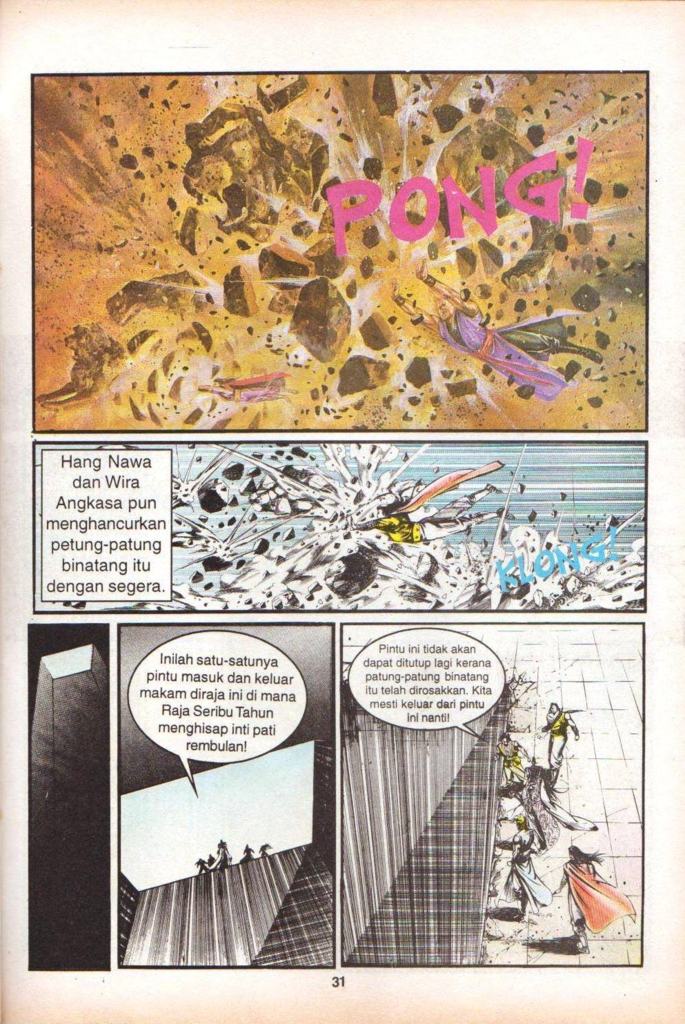 PONG!
Hang Nawa
dan Wira
Angkasa pun
menghancurkan
petung-patung
binatang itu
dengan segera.
KLONG!
Inilah satu-satunya
pintu masuk dan keluar
makam diraja ini di mana
Raja Seribu Tahun
menghisap inti pati
rembulan!
Pintu ini tidak akan
dapat ditutup lagi kerana
patung-patung binatang
itu telah dirosakkan. Kita
mesti keluar dari pintu
ini nanti!
31